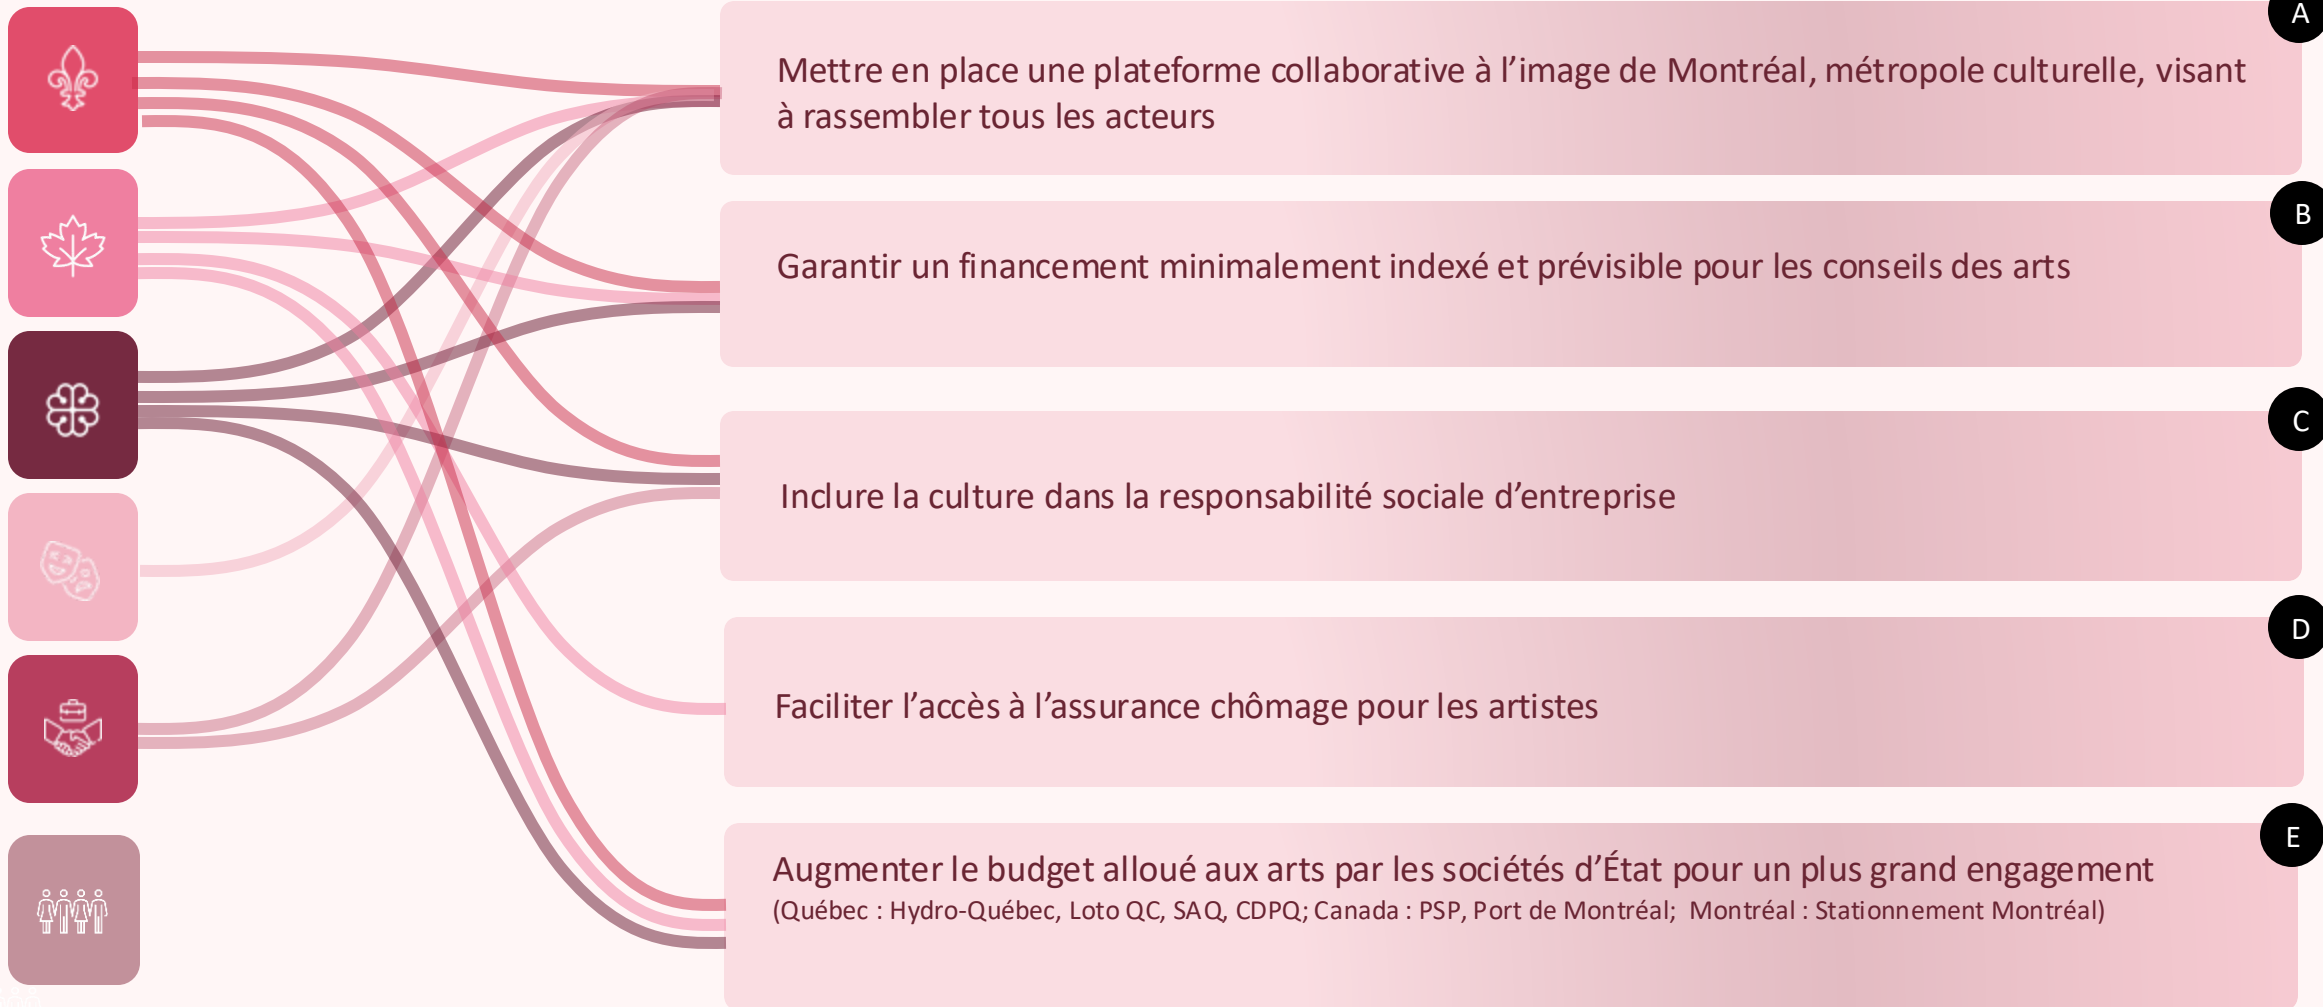 A
Mettre en place une plateforme collaborative à l’image de Montréal, métropole culturelle, visant
à rassembler tous les acteurs
B
Garantir un financement minimalement indexé et prévisible pour les conseils des arts
C
Inclure la culture dans la responsabilité sociale d’entreprise
D
Faciliter l’accès à l’assurance chômage pour les artistes
E
Augmenter le budget alloué aux arts par les sociétés d’État pour un plus grand engagement
(Québec : Hydro-Québec, Loto QC, SAQ, CDPQ; Canada : PSP, Port de Montréal; Montréal : Stationnement Montréal)